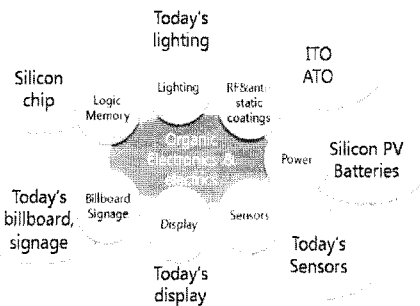 Today's
lighting
ITO
ATO
Silicon
chip
Logic
Memory
Lighting
RF&anti
static
coatings
Organic
Electronics &
Power
Silicon PV
Batteries
Today's
billboard,
signage
Billboard
Signage
Display
Sensors
Today's
Sensors
Today's
display